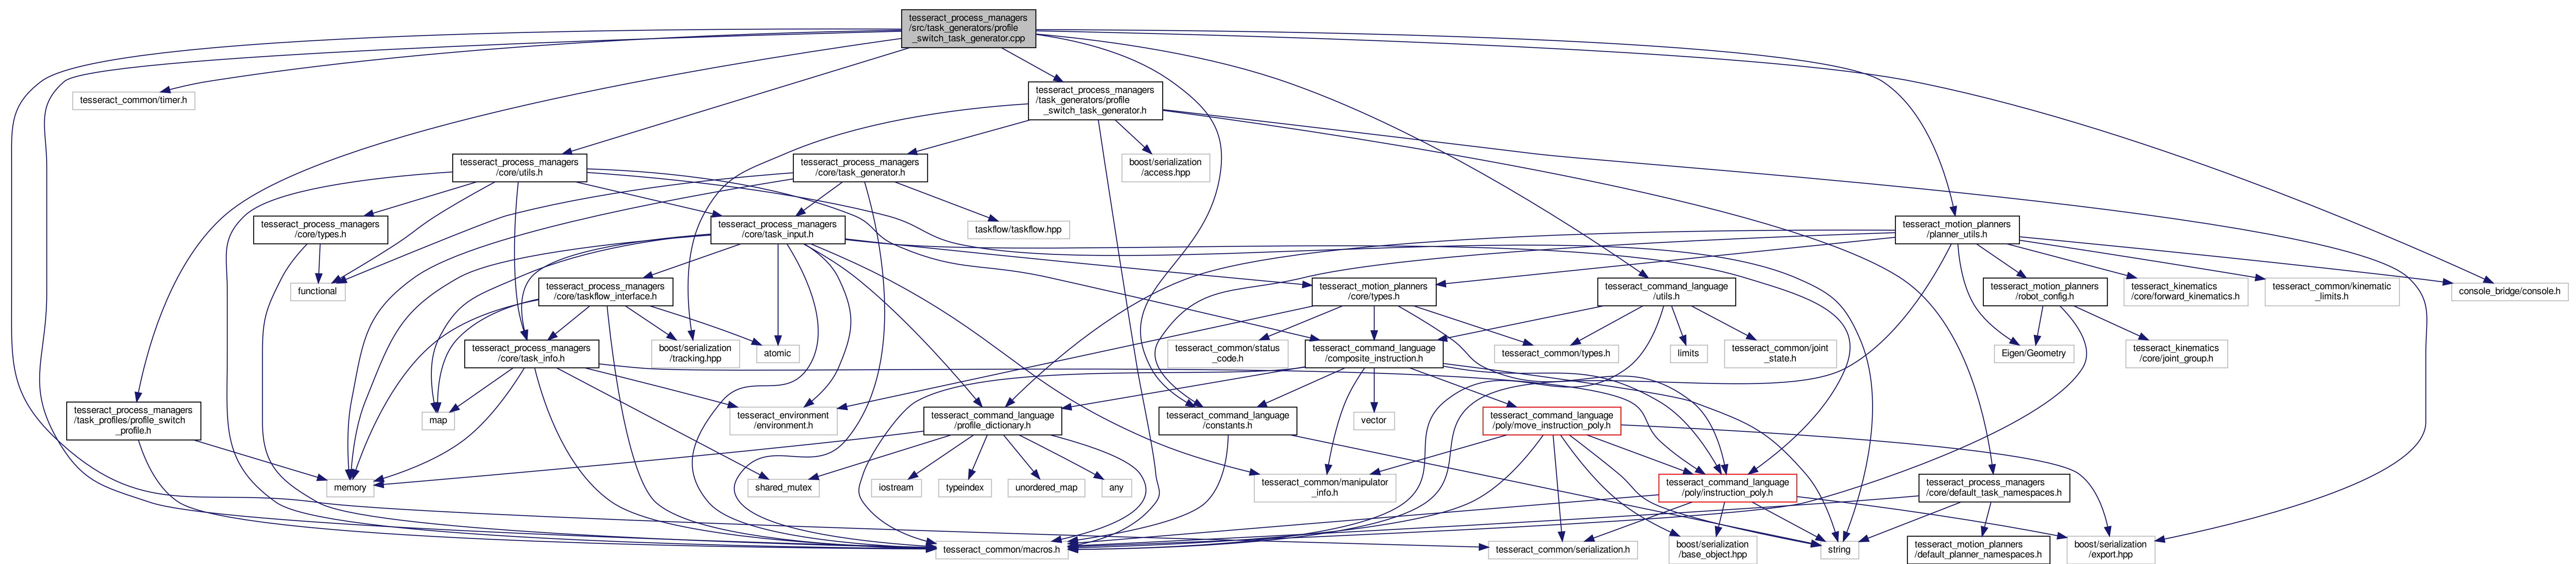 tesseract_process_managers
/src/task_generators/profile
_switch_task_generator.cpp
tesseract_common/timer.h
tesseract_process_managers
/task_generators/profile
_switch_task_generator.h
tesseract_process_managers
/core/utils.h
tesseract_process_managers
/core/task_generator.h
boost/serialization
/access.hpp
tesseract_process_managers
/core/types.h
tesseract_process_managers
/core/task_input.h
taskflow/taskflow.hpp
tesseract_motion_planners
/planner_utils.h
functional
tesseract_process_managers
/core/taskflow_interface.h
tesseract_motion_planners
/core/types.h
tesseract_command_language
/utils.h
tesseract_motion_planners
/robot_config.h
tesseract_kinematics
/core/forward_kinematics.h
tesseract_common/kinematic
_limits.h
console_bridge/console.h
tesseract_process_managers
/core/task_info.h
boost/serialization
/tracking.hpp
atomic
tesseract_common/status
_code.h
tesseract_command_language
/composite_instruction.h
tesseract_common/types.h
limits
tesseract_common/joint
_state.h
Eigen/Geometry
tesseract_kinematics
/core/joint_group.h
tesseract_process_managers
/task_profiles/profile_switch
_profile.h
map
tesseract_environment
/environment.h
tesseract_command_language
/profile_dictionary.h
tesseract_command_language
/constants.h
vector
tesseract_command_language
/poly/move_instruction_poly.h
memory
shared_mutex
iostream
typeindex
unordered_map
any
tesseract_common/manipulator
_info.h
tesseract_command_language
/poly/instruction_poly.h
tesseract_process_managers
/core/default_task_namespaces.h
tesseract_common/macros.h
tesseract_common/serialization.h
boost/serialization
/base_object.hpp
string
tesseract_motion_planners
/default_planner_namespaces.h
boost/serialization
/export.hpp